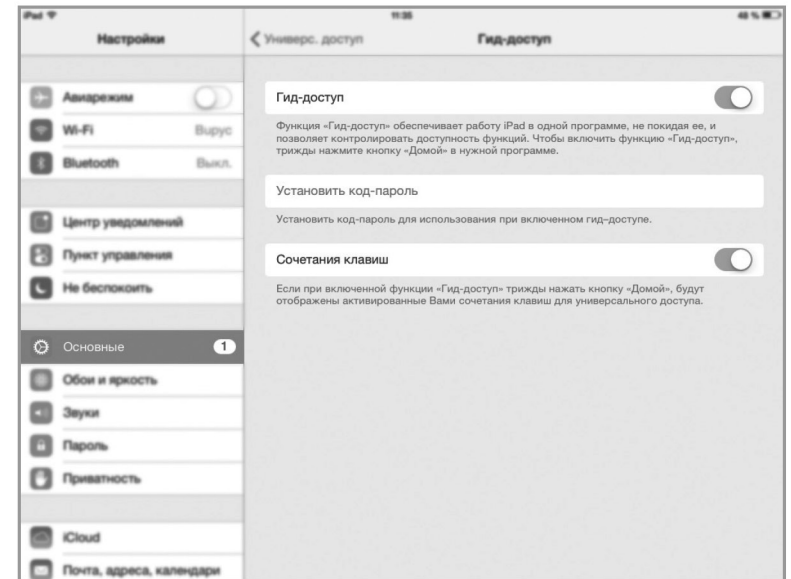 iPad
11:35
48 %
Настройки
Универс. доступ
Гид-доступ
Авиарежим
Wi-Fi Bupyc
Bluetooth Выкл.
Центр уведомлений
Пункт управления
Не беспокоить
Основные 1
Обои и яркость
Звуки
Пароль
Приватность
iCloud
Почта, адреса, календари
Гид-доступ
Функция «Гид-доступ» обеспечивает работу iPad в одной программе, не покидая ее, и
позволяет контролировать доступность функций. Чтобы включить функцию «Гид-доступ»,
трижды нажмите кнопку «Домой» в нужной программе.
Установить код-пароль
Установить код-пароль для использования при включенном гид-доступе.
Сочетания клавиш
Если при включенной функции «Гид-доступ» трижды нажать кнопку «Домой», будут
отображены активированные Вами сочетания клавиш для универсального доступа.